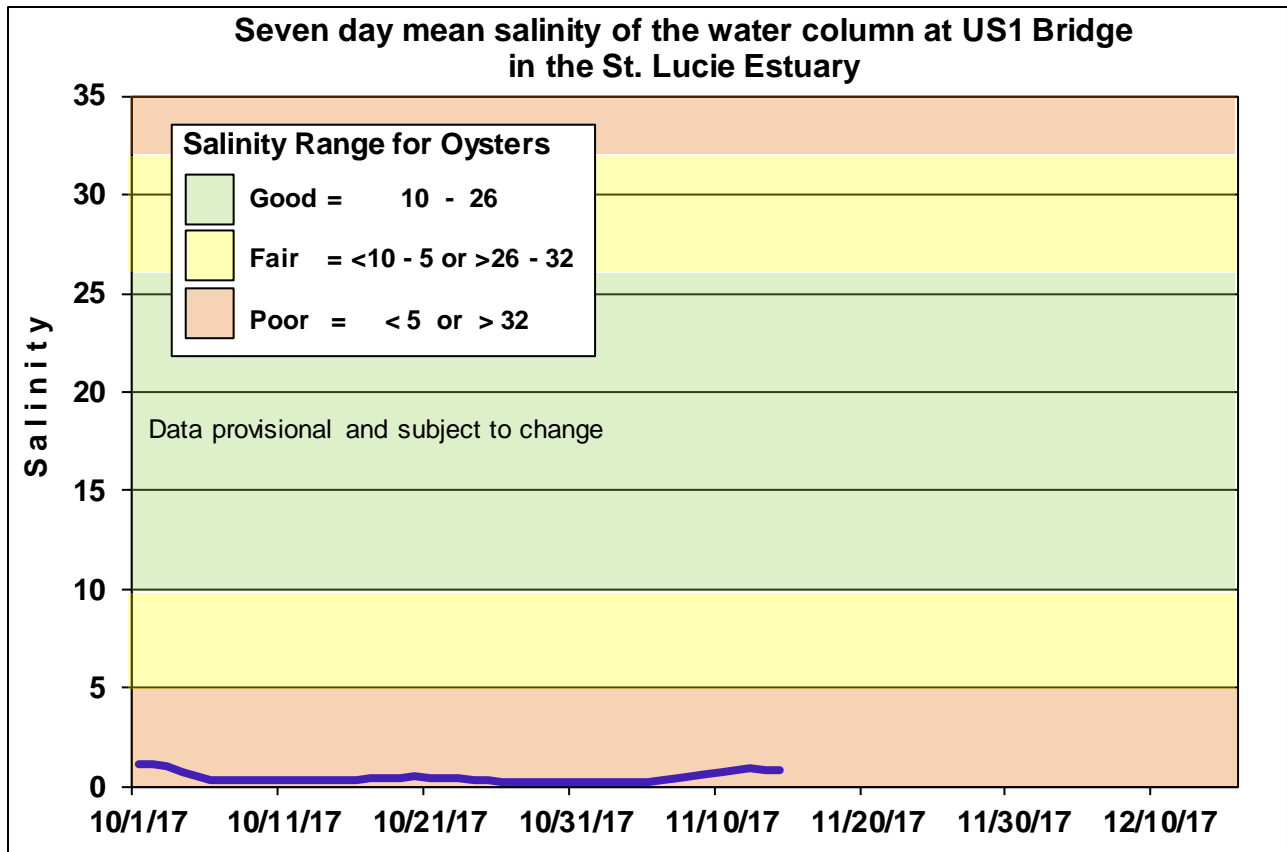 Seven day mean salinity of the water column at US1 Bridge
in the St. Lucie Estuary
Salinity
35
30
25
20
15
10
5
0
Salinity Range for Oysters
Good = 10 - 26
Fair = <10 - 5 or >26 - 32
Poor = < 5 or > 32
Data provisional and subject to change
10/1/17 10/11/17 10/21/17 10/31/17 11/10/17 11/20/17 11/30/17 12/10/17